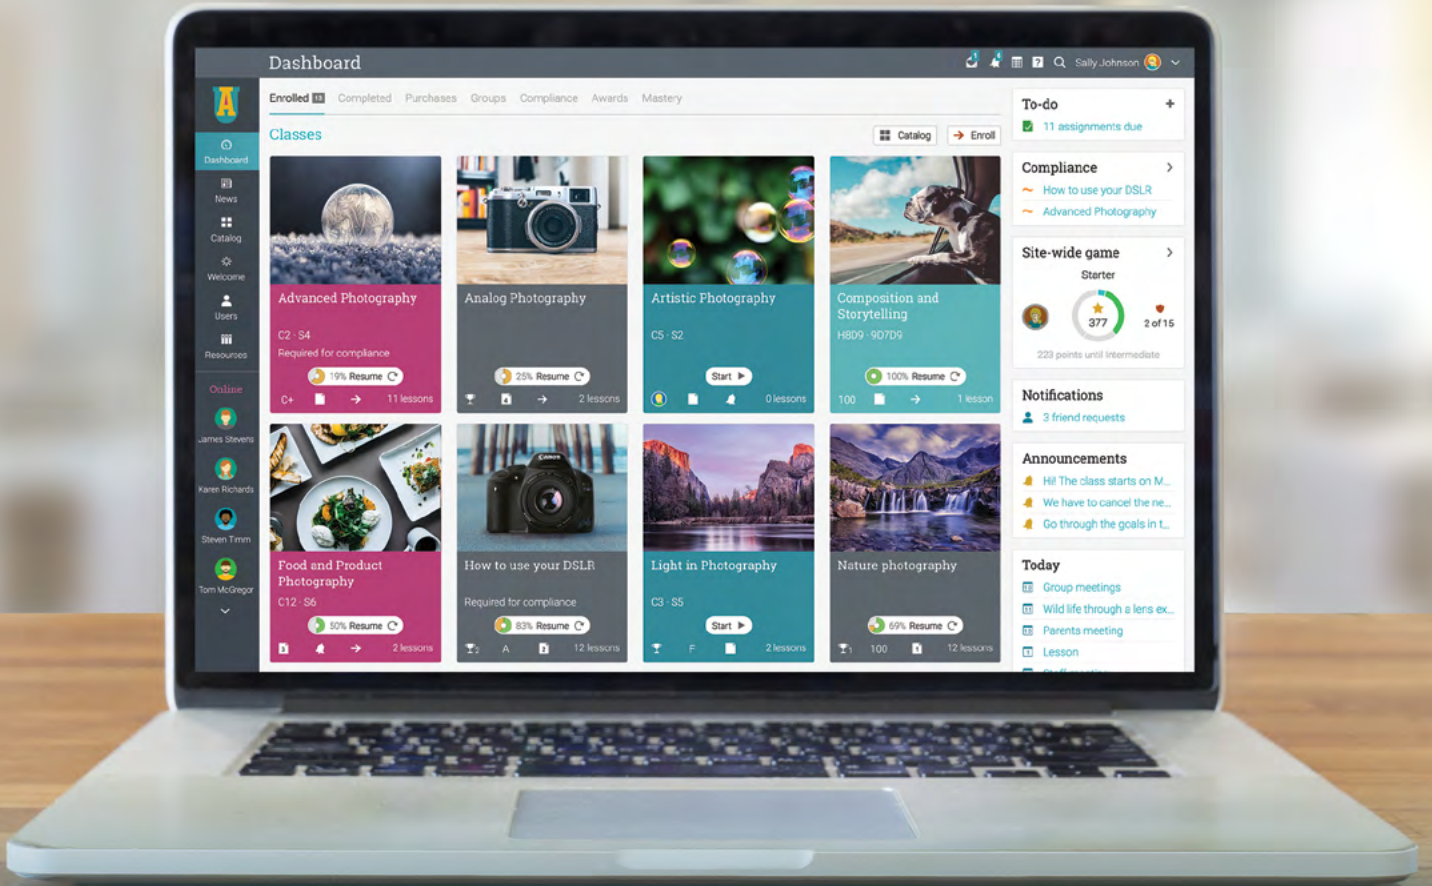 Dashboard
Sally Johnson
A
Dashboard
News
Catalog
Welcome
Users
Resources
Online
James Stevens
Karen Richards
Steven Timm
Tom McGregor
Enrolled 13
Completed
Purchases
Groups
Compliance
Awards
Mastery
Classes
Catalog
Enroll
Advanced Photography
C2 · S4
Required for compliance
19% Resume
C+
11 lessons
Analog Photography
25% Resume
2 lessons
Artistic Photography
C5 · S2
Start
0 lessons
Composition and
Storytelling
H8D9 · 9D7D9
100% Resume
100
1 lesson
Food and Product
Photography
C12 · S6
50% Resume
2 lessons
Canon
How to use your DSLR
Required for compliance
83% Resume
A
12 lessons
Light in Photography
C3 · S5
Start
F
2 lessons
Nature photography
69% Resume
100
12 lessons
To-do
+
11 assignments due
Compliance
How to use your DSLR
Advanced Photography
Site-wide game
Starter
377
2 of 15
223 points until Intermediate
Notifications
3 friend requests
Announcements
Hi! The class starts on M...
We have to cancel the ne...
Go through the goals in t...
Today
Group meetings
Wild life through a lens ex...
Parents meeting
Lesson